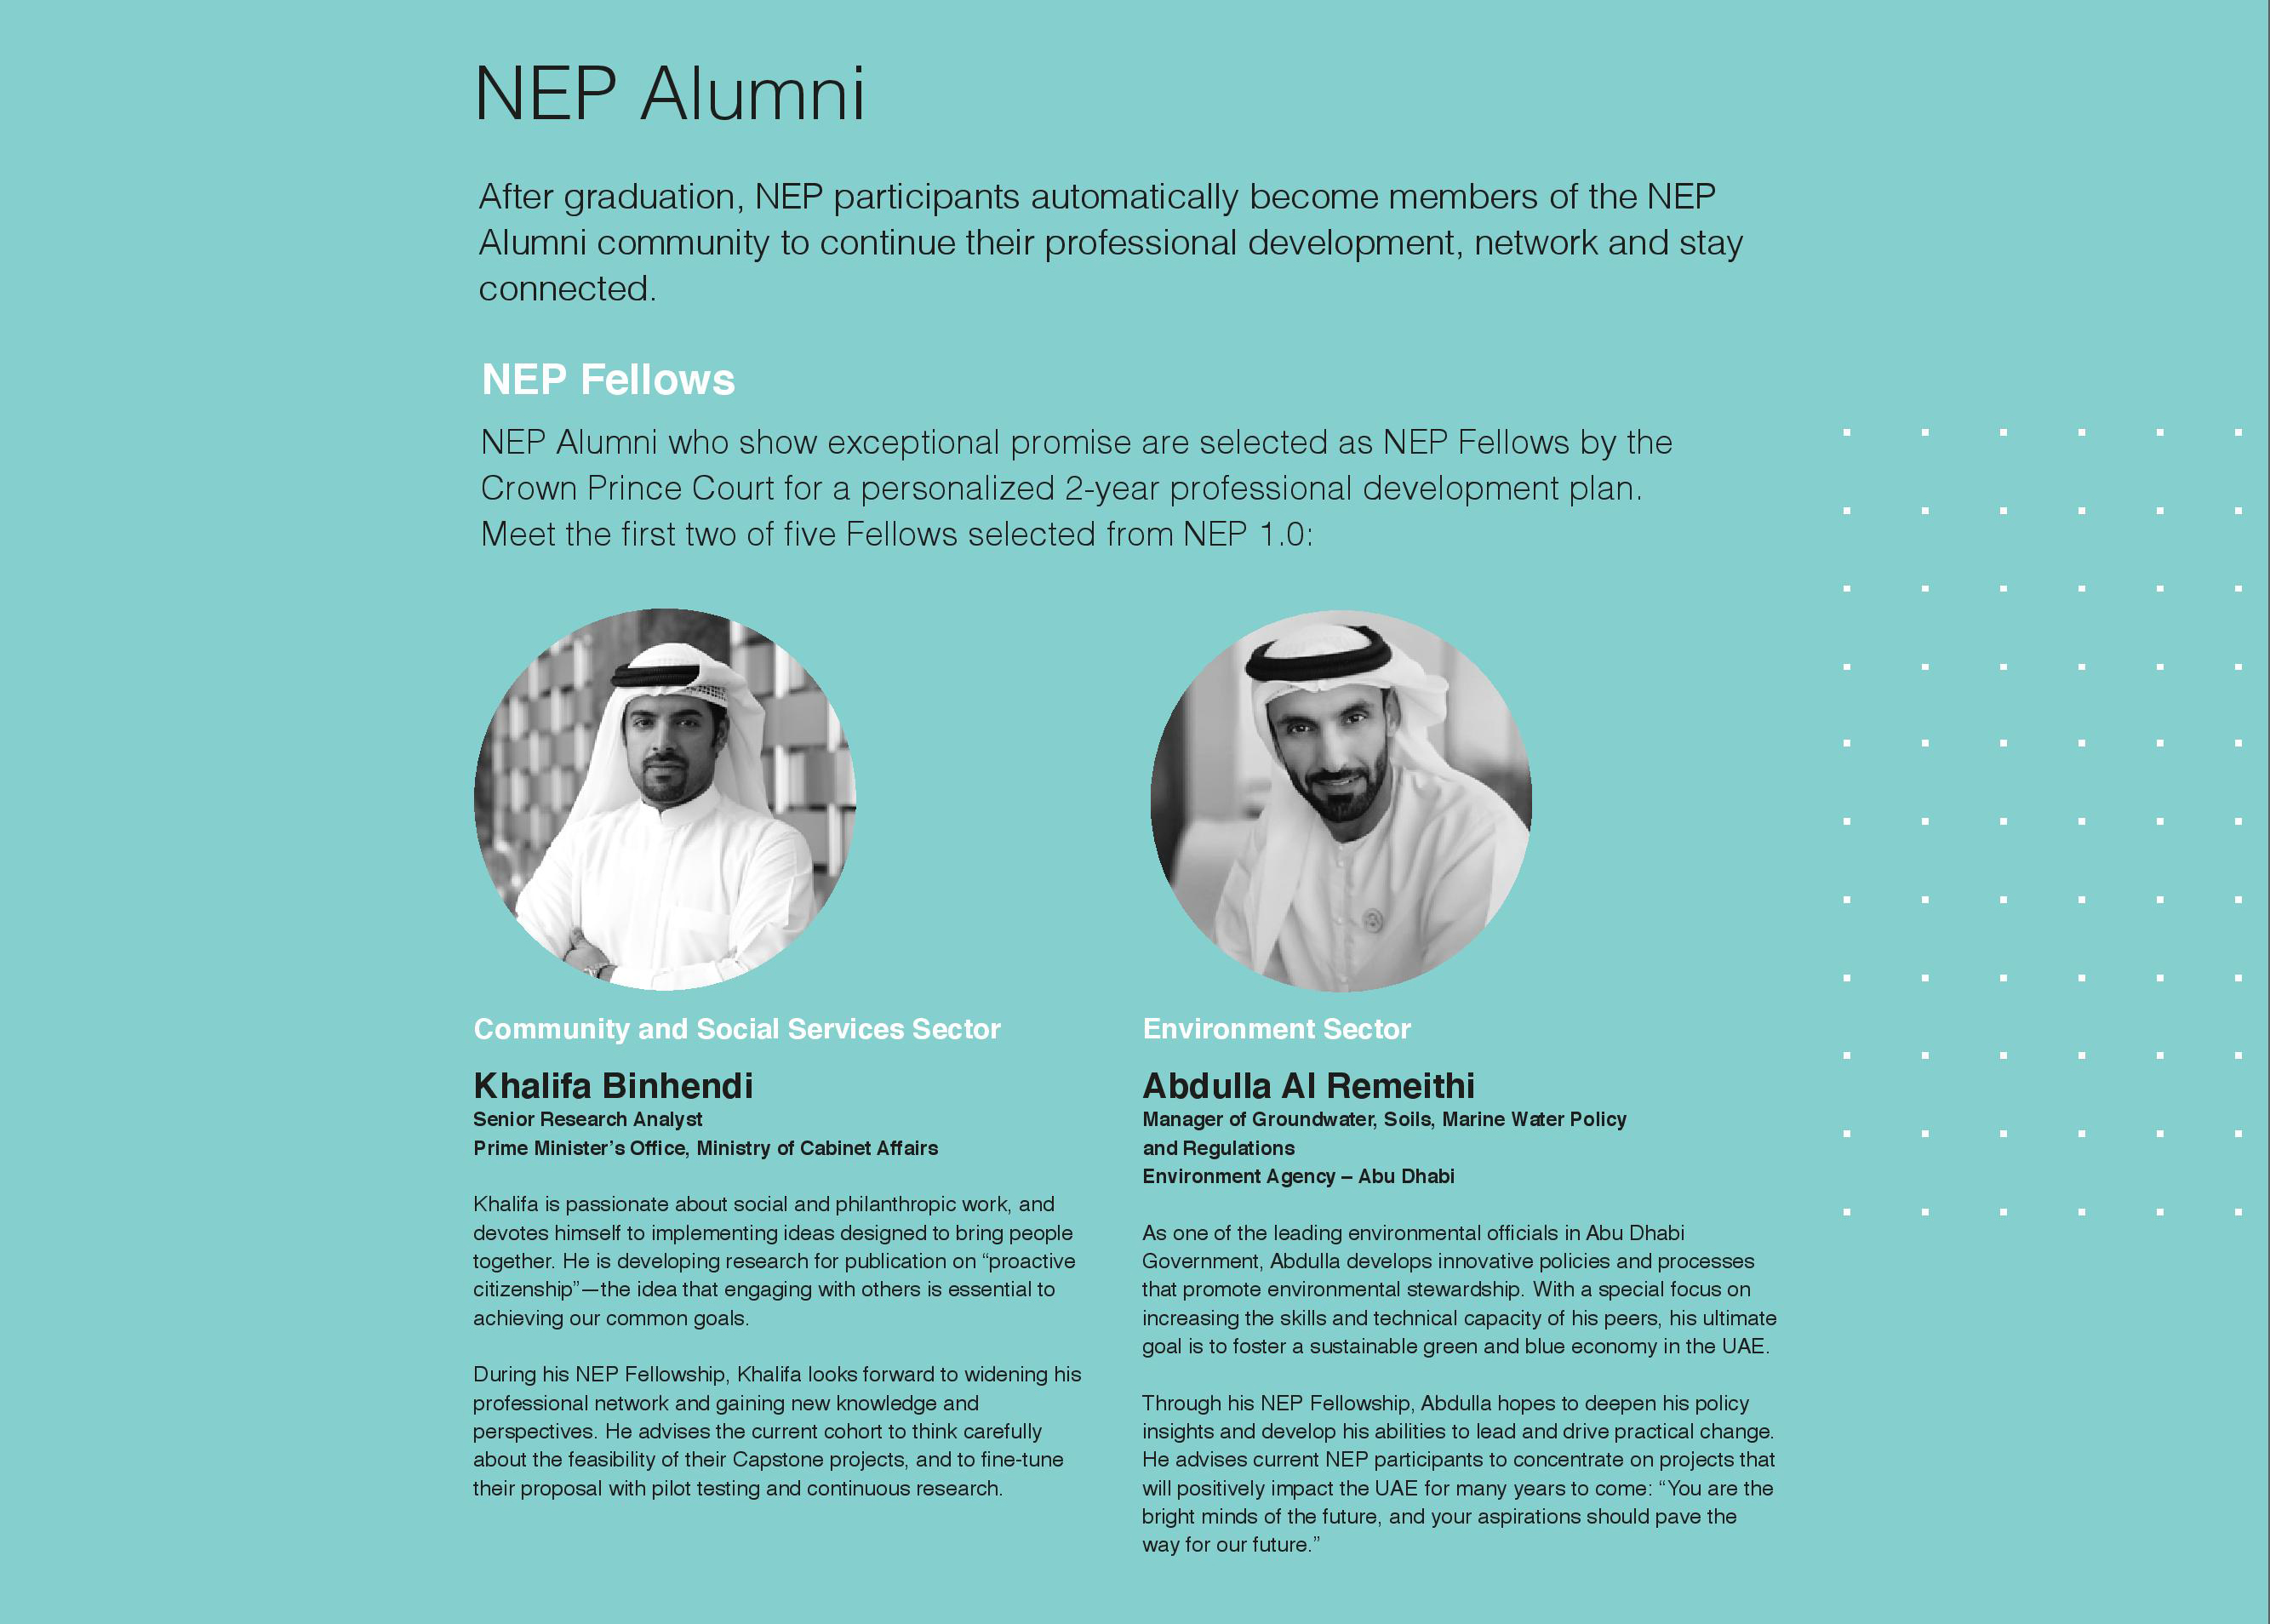 NEP Alumni
After graduation, NEP participants automatically become members of the NEP
Alumni community to continue their professional development, network and stay
connected.
NEP Fellows
NEP Alumni who show exceptional promise are selected as NEP Fellows by the
Crown Prince Court for a personalized 2-year professional development plan.
Meet the first two of five Fellows selected from NEP 1.0:
Community and Social Services Sector
Khalifa Binhendi
Senior Research Analyst
Prime Minister’s Office, Ministry of Cabinet Affairs
Khalifa is passionate about social and philanthropic work, and
devotes himself to implementing ideas designed to bring people
together. He is developing research for publication on “proactive
citizenship”—the idea that engaging with others is essential to
achieving our common goals.
During his NEP Fellowship, Khalifa looks forward to widening his
professional network and gaining new knowledge and
perspectives. He advises the current cohort to think carefully
about the feasibility of their Capstone projects, and to fine-tune
their proposal with pilot testing and continuous research.
Environment Sector
Abdulla Al Remeithi
Manager of Groundwater, Soils, Marine Water Policy
and Regulations
Environment Agency – Abu Dhabi
As one of the leading environmental officials in Abu Dhabi
Government, Abdulla develops innovative policies and processes
that promote environmental stewardship. With a special focus on
increasing the skills and technical capacity of his peers, his ultimate
goal is to foster a sustainable green and blue economy in the UAE.
Through his NEP Fellowship, Abdulla hopes to deepen his policy
insights and develop his abilities to lead and drive practical change.
He advises current NEP participants to concentrate on projects that
will positively impact the UAE for many years to come: “You are the
bright minds of the future, and your aspirations should pave the
way for our future.”